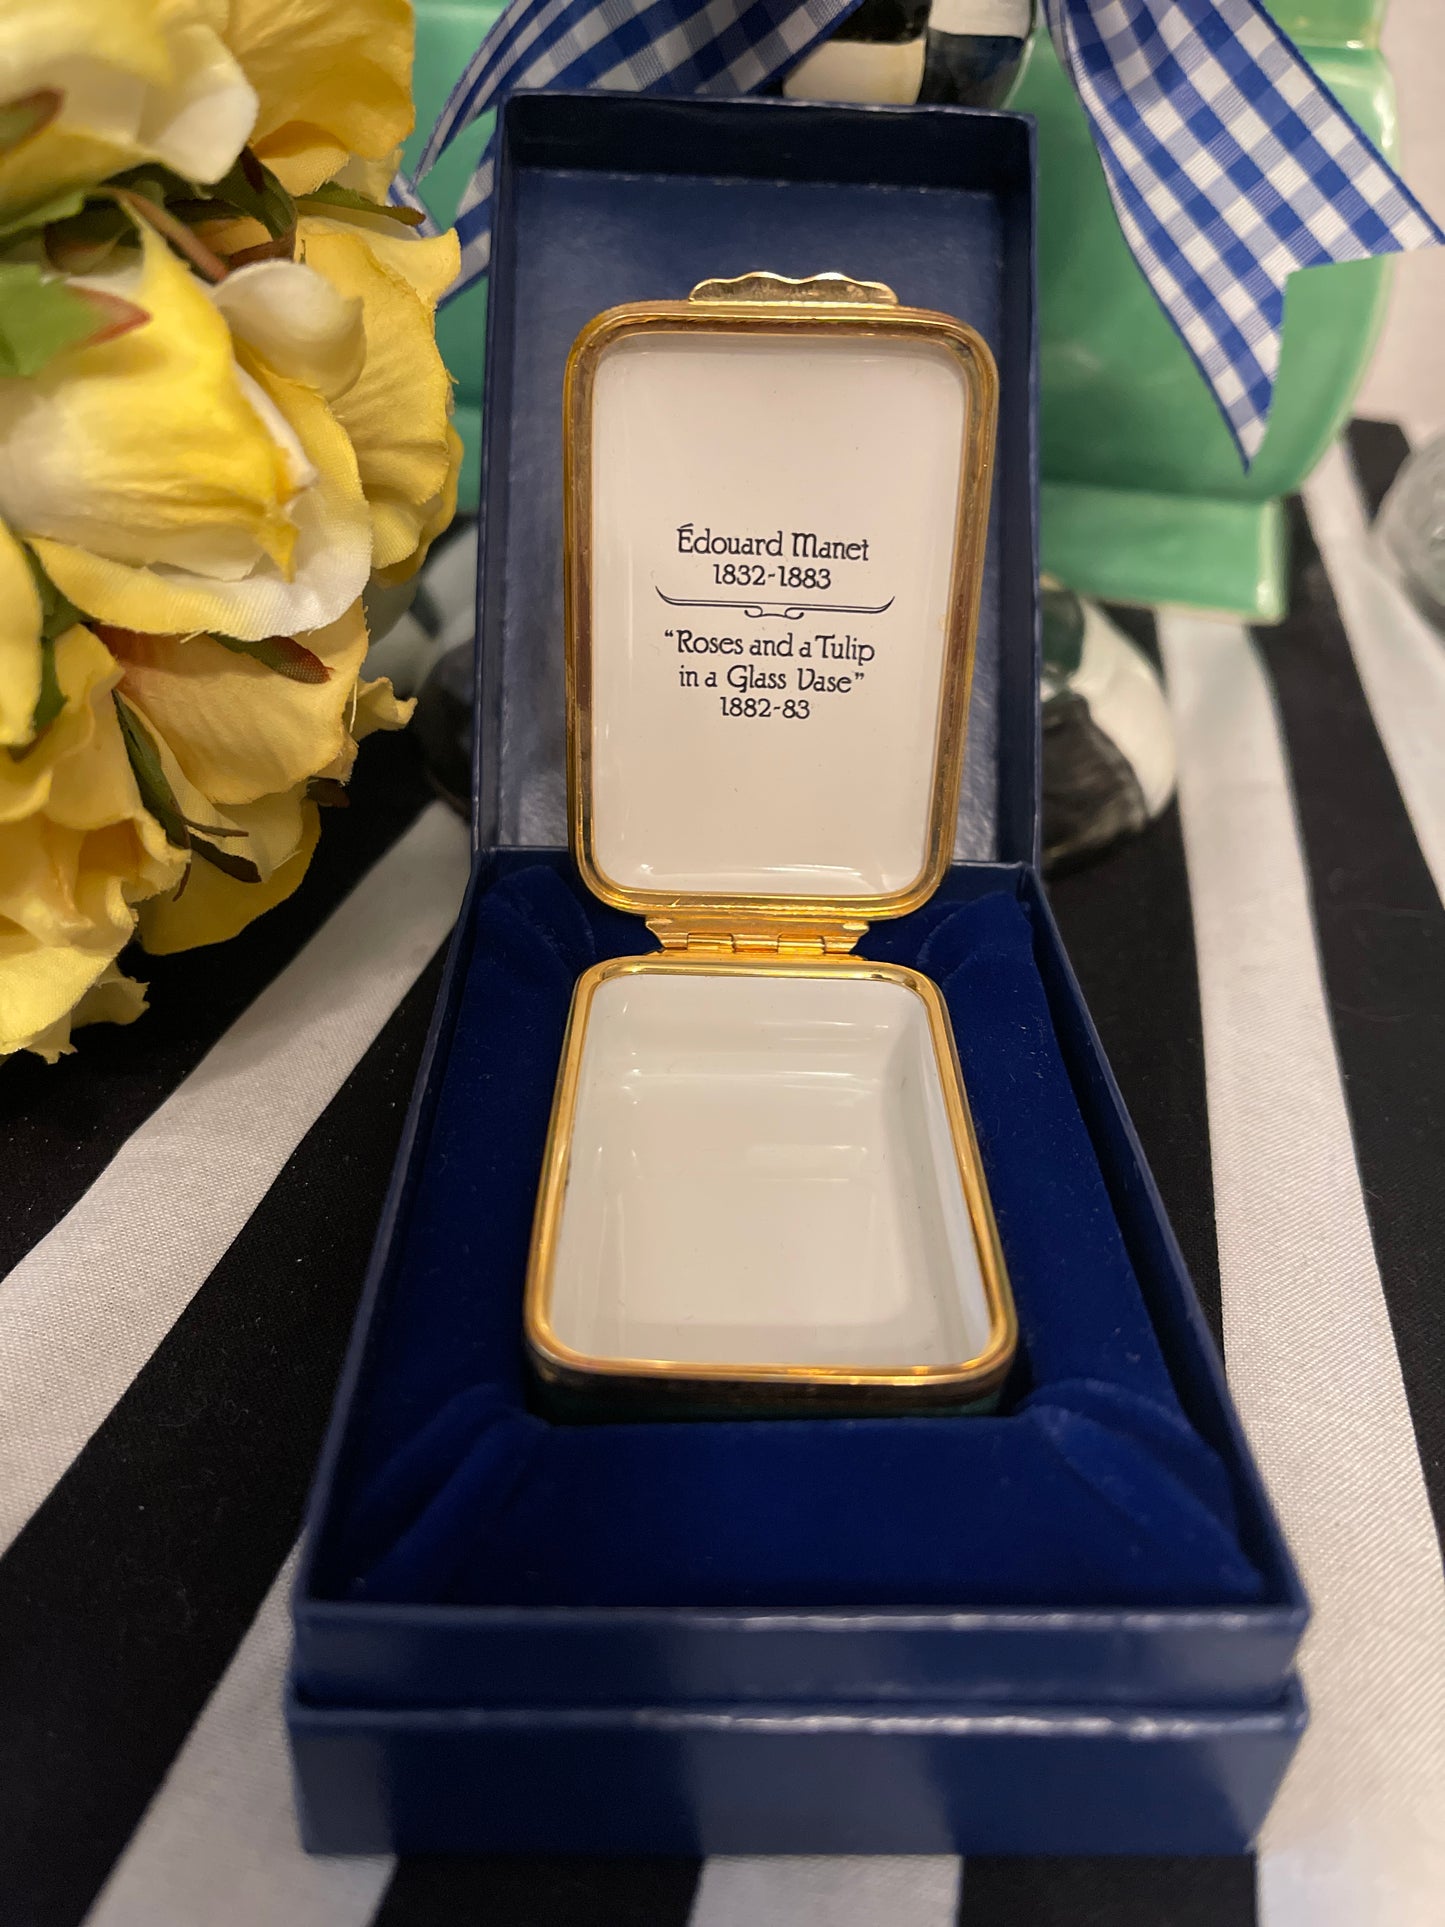 Édouard Manet
1832-1883
“Roses and a Tulip
in a Glass Vase”
1882-83